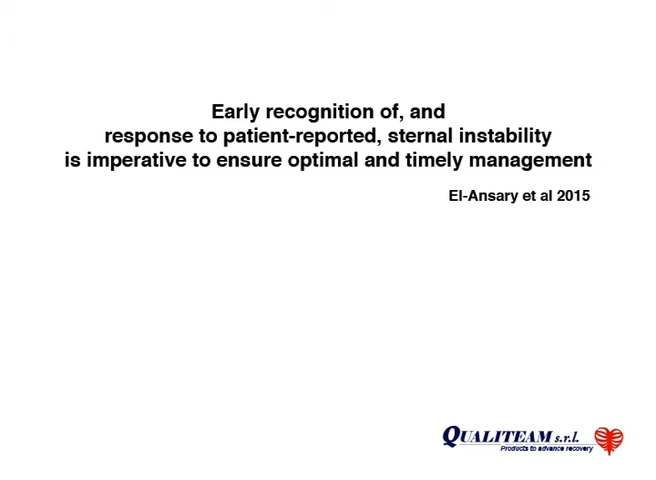 Early recognition of, and
response to patient-reported, sternal instability
is imperative to ensure optimal and timely management
El-Ansary et al 2015
QUALITEAM s.r.l.
Products to advance recovery